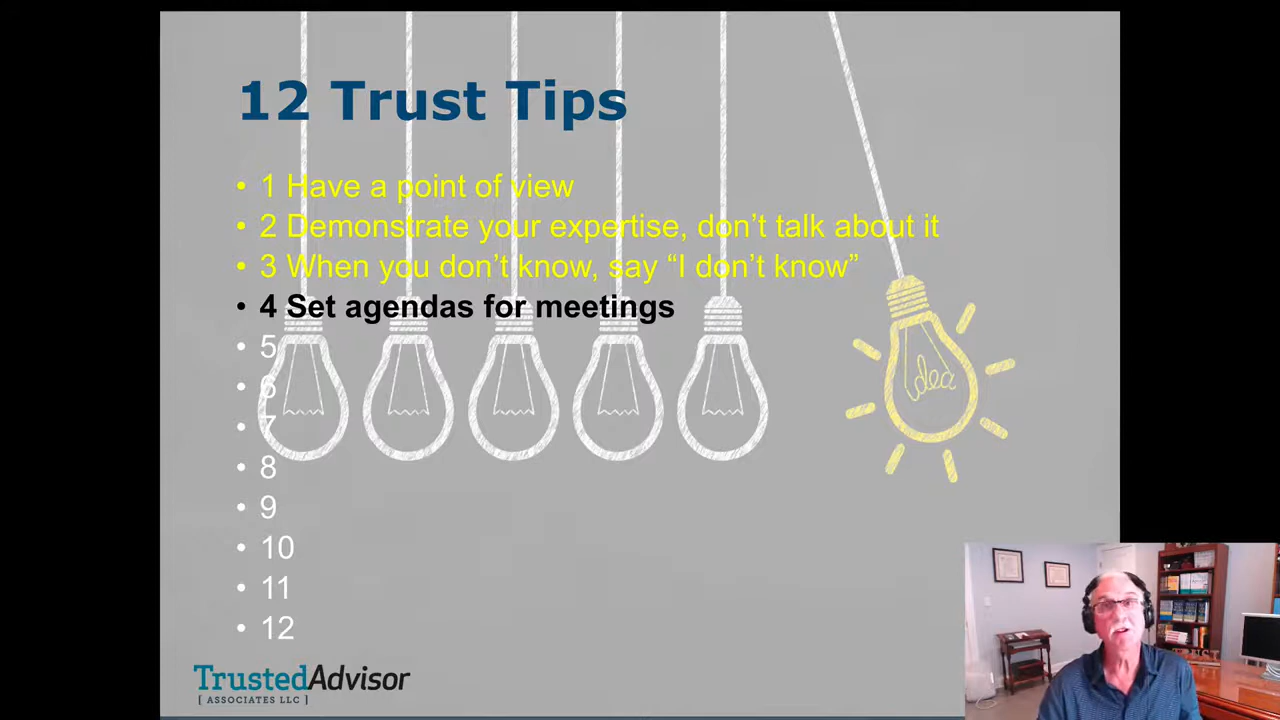 12 Trust Tips
• 1 Have a point of view
• 2 Demonstrate your expertise, don't talk about it
• 3 When you don't know, say “I don't know”
• 4 Set agendas for meetings
• 5
• 6
• 7
• 8
• 9
• 10
• 11
• 12
idea
TrustedAdvisor
[ ASSOCIATES LLC ]
TRUST